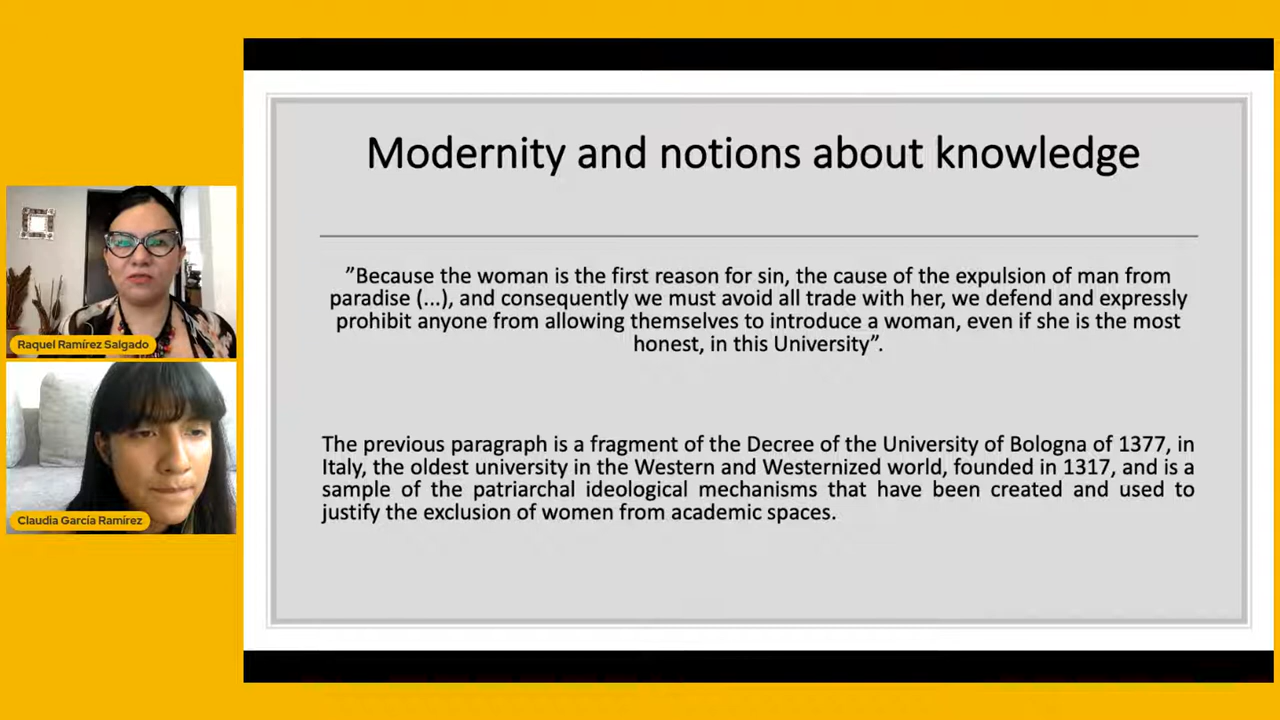 Modernity and notions about knowledge
”Because the woman is the first reason for sin, the cause of the expulsion of man from
paradise (...), and consequently we must avoid all trade with her, we defend and expressly
prohibit anyone from allowing themselves to introduce a woman, even if she is the most
honest, in this University”.
The previous paragraph is a fragment of the Decree of the University of Bologna of 1377, in
Italy, the oldest university in the Western and Westernized world, founded in 1317, and is a
sample of the patriarchal ideological mechanisms that have been created and used to
justify the exclusion of women from academic spaces.
Raquel Ramírez Salgado
Claudia García Ramírez